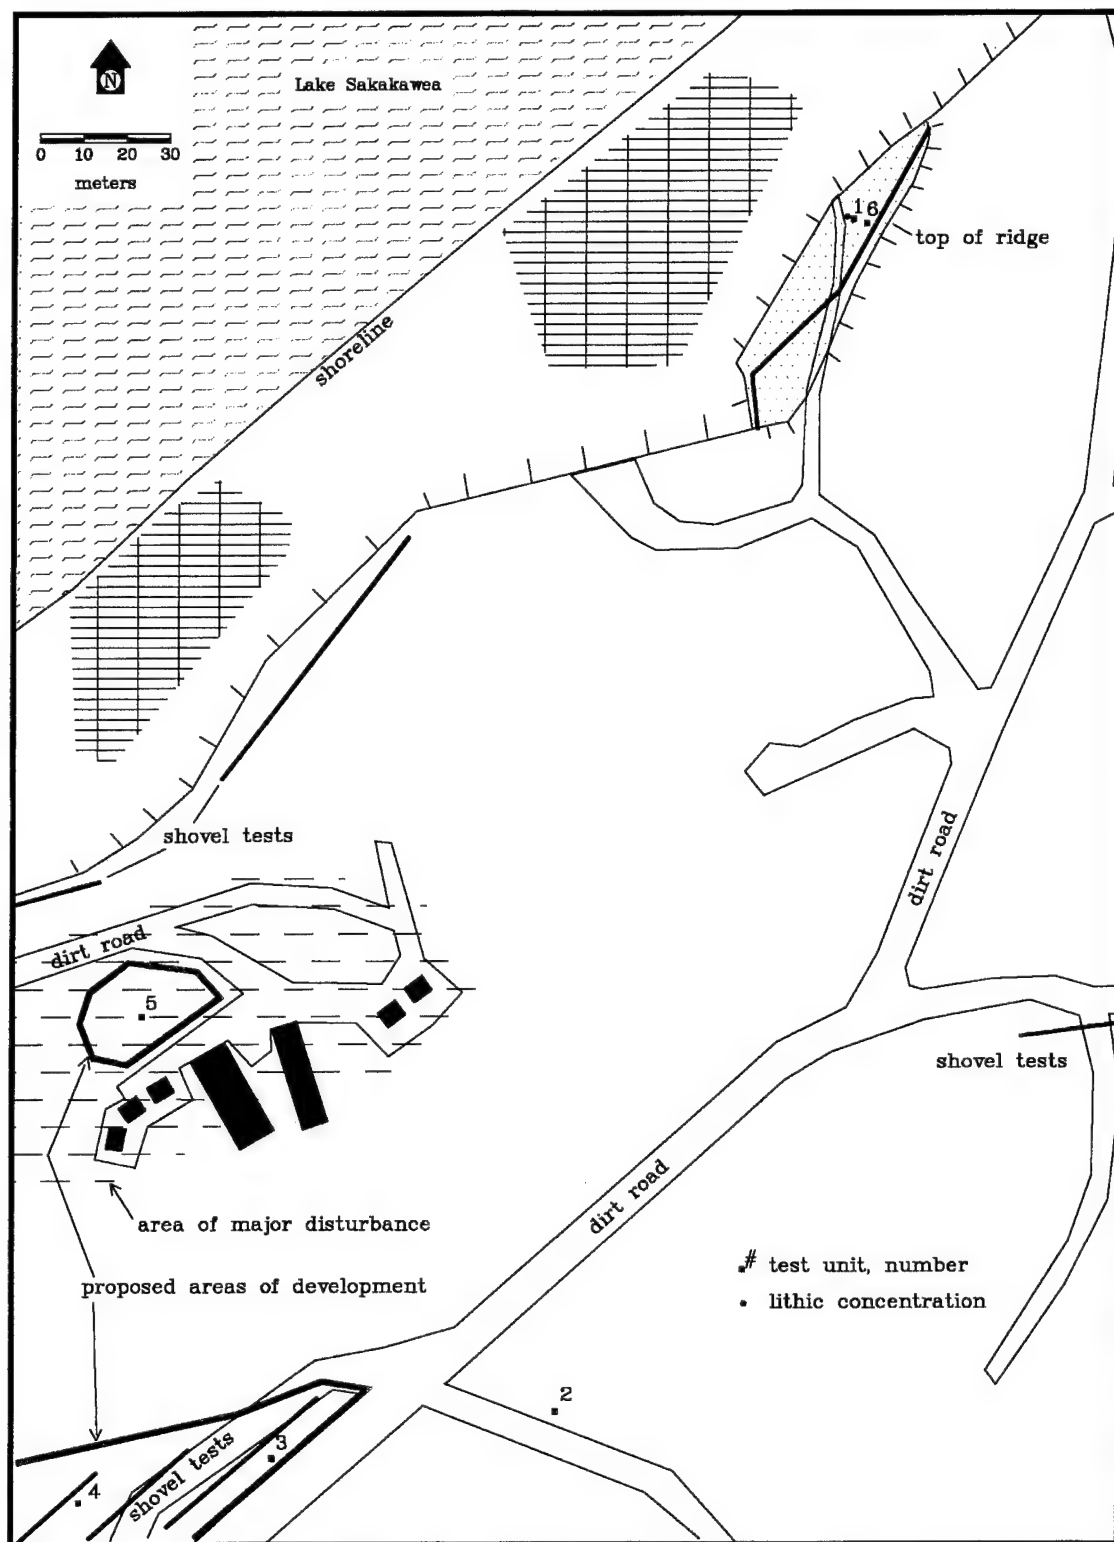 Lake Sakakawea
N
0 10 20 30
meters
16
top of ridge
shoreline
shovel tests
dirt road
dirt road
5
shovel tests
dirt road
area of major disturbance
# test unit, number
proposed areas of development
lithic concentration
2
3
shovel tests
4